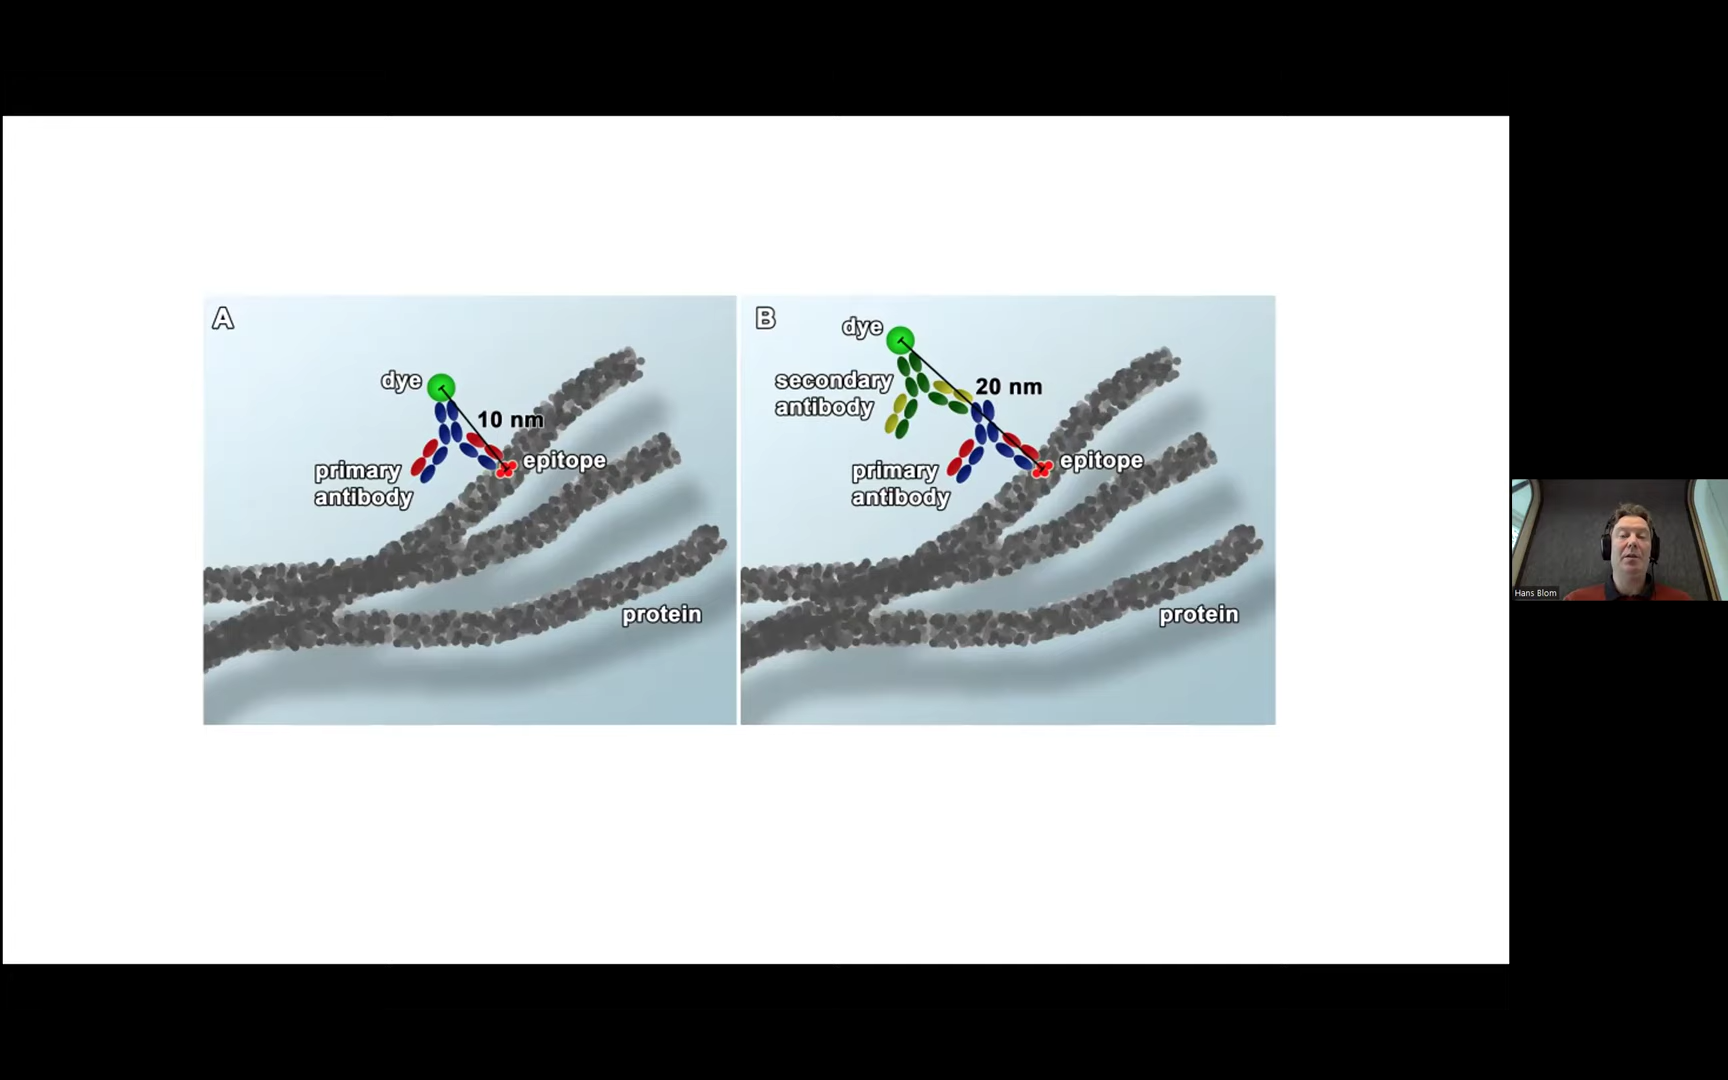 A
dye
10 nm
epitope
primary
antibody
protein
B
dye
secondary
antibody
20 nm
epitope
primary
antibody
protein
Hans Blom